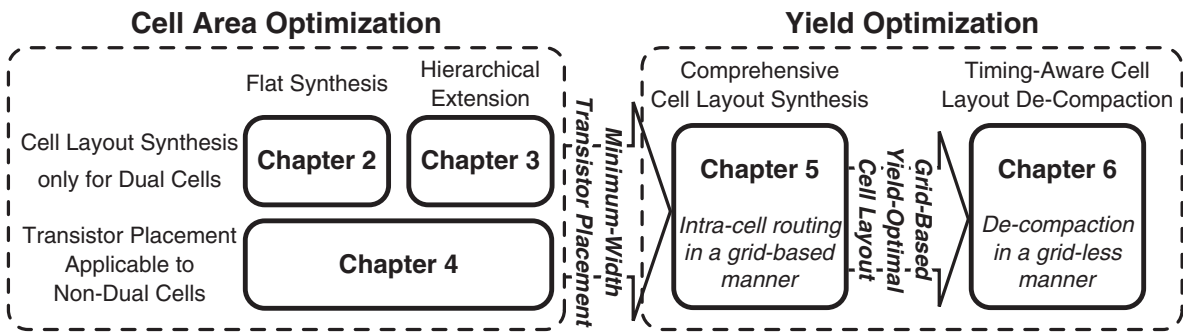 Cell Area Optimization
Yield Optimization
Flat Synthesis
Hierarchical
Extension
Cell Layout Synthesis
only for Dual Cells
Chapter 2
Chapter 3
Transistor Placement
Applicable to
Non-Dual Cells
Chapter 4
Minimum-Width
Transistor Placement
Comprehensive
Cell Layout Synthesis
Chapter 5
Intra-cell routing
in a grid-based
manner
Grid-Based
Yield-Optimal
Cell Layout
Timing-Aware Cell
Layout De-Compaction
Chapter 6
De-compaction
in a grid-less
manner